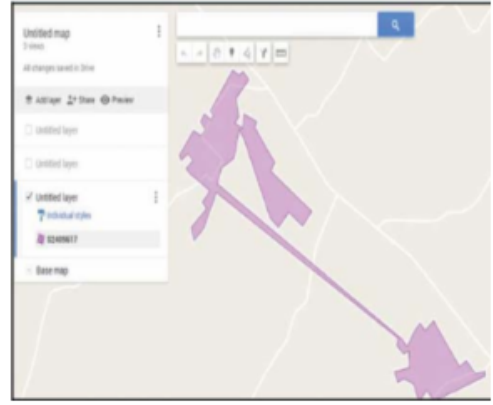 Untitled map
All changes saved in Drive
Add layer Share Preview
Untitled layer
Untitled layer
Untitled layer
Individual styles
Base map